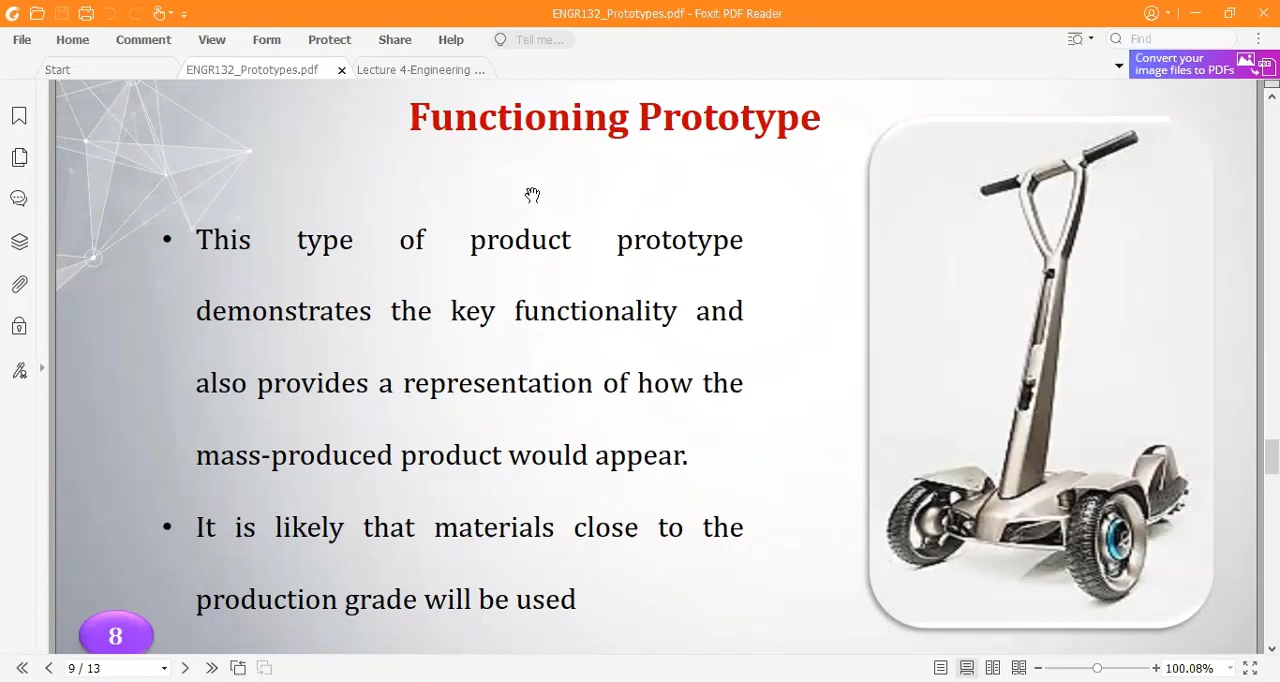 ENGR132_Prototypes.pdf - Foxit PDF Reader
File Home Comment View Form Protect Share Help Tell me... Find
Start ENGR132_Prototypes.pdf Lecture 4-Engineering ...
Convert your
image files to PDFs
Functioning Prototype
• This type of product prototype
demonstrates the key functionality and
also provides a representation of how the
mass-produced product would appear.
• It is likely that materials close to the
production grade will be used
8
9 / 13 100.08%